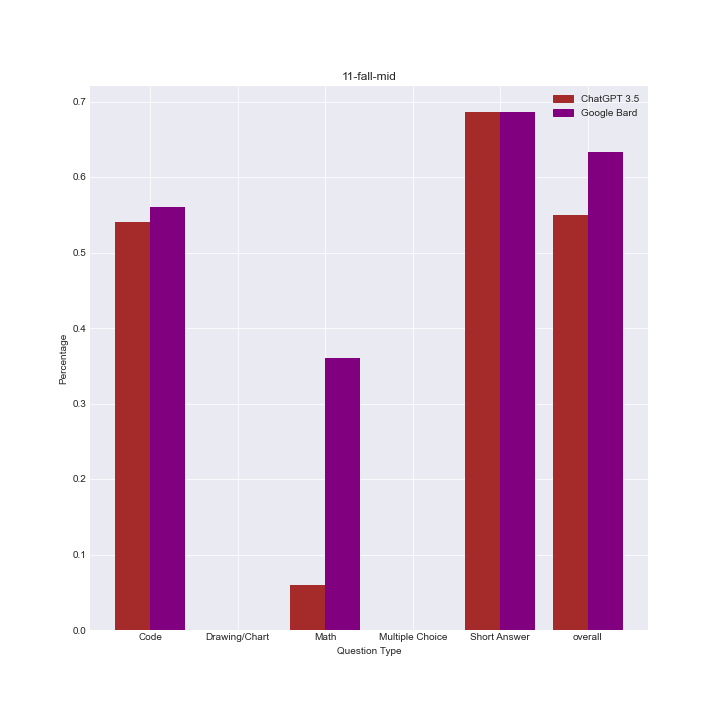 11-fall-mid
ChatGPT 3.5
Google Bard
0.7
0.6
0.5
0.4
0.3
0.2
0.1
0.0
Percentage
Code Drawing/Chart Math Multiple Choice Short Answer overall
Question Type